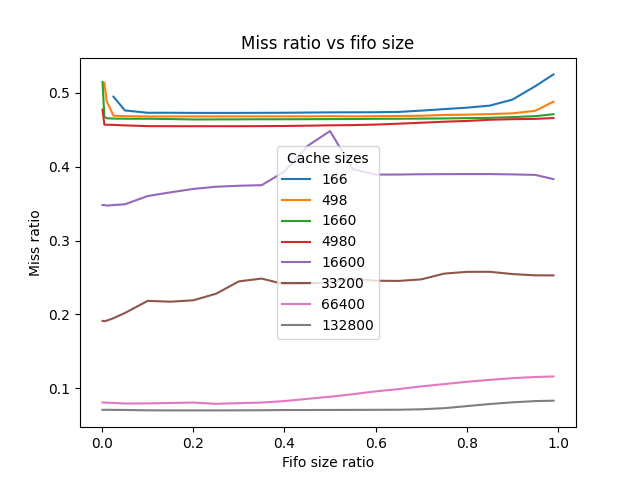 Miss ratio vs fifo size
Miss ratio
0.5
0.4
0.3
0.2
0.1
Cache sizes
166
498
1660
4980
16600
33200
66400
132800
0.0 0.2 0.4 0.6 0.8 1.0
Fifo size ratio